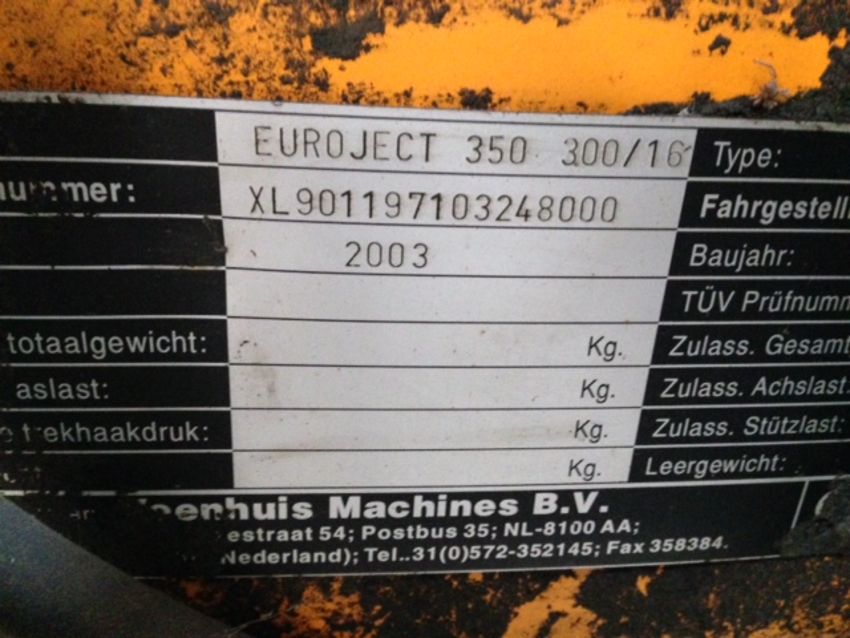 EUROJECT 350 300/16 Type:
nummer: XL901197103248000 Fahrgestell
2003 Baujahr:
TÜV Prüfnumm
totaalgewicht: Kg. Zulass. Gesamt
aslast: Kg. Zulass. Achslast:
trekhaakdruk: Kg. Zulass. Stützlast:
Kg. Leergewicht:
oenhuis Machines B.V.
estraat 54; Postbus 35; NL-8100 AA;
Nederland); Tel..31(0)572-352145; Fax 358384.